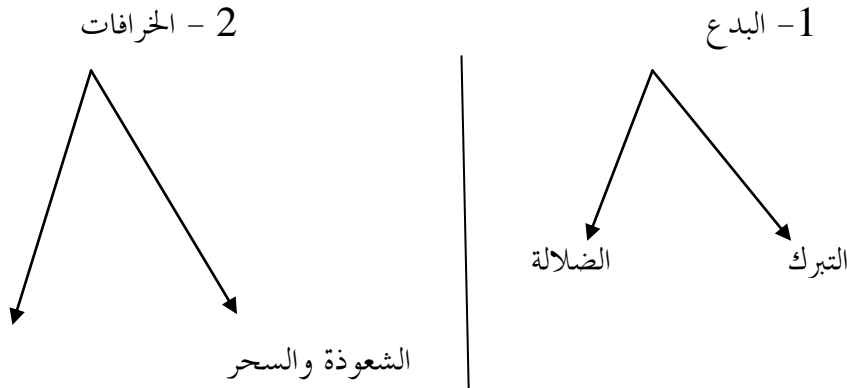 1- البدع
2 - الخرافات
التبرك
الضلالة
الشعوذة والسحر